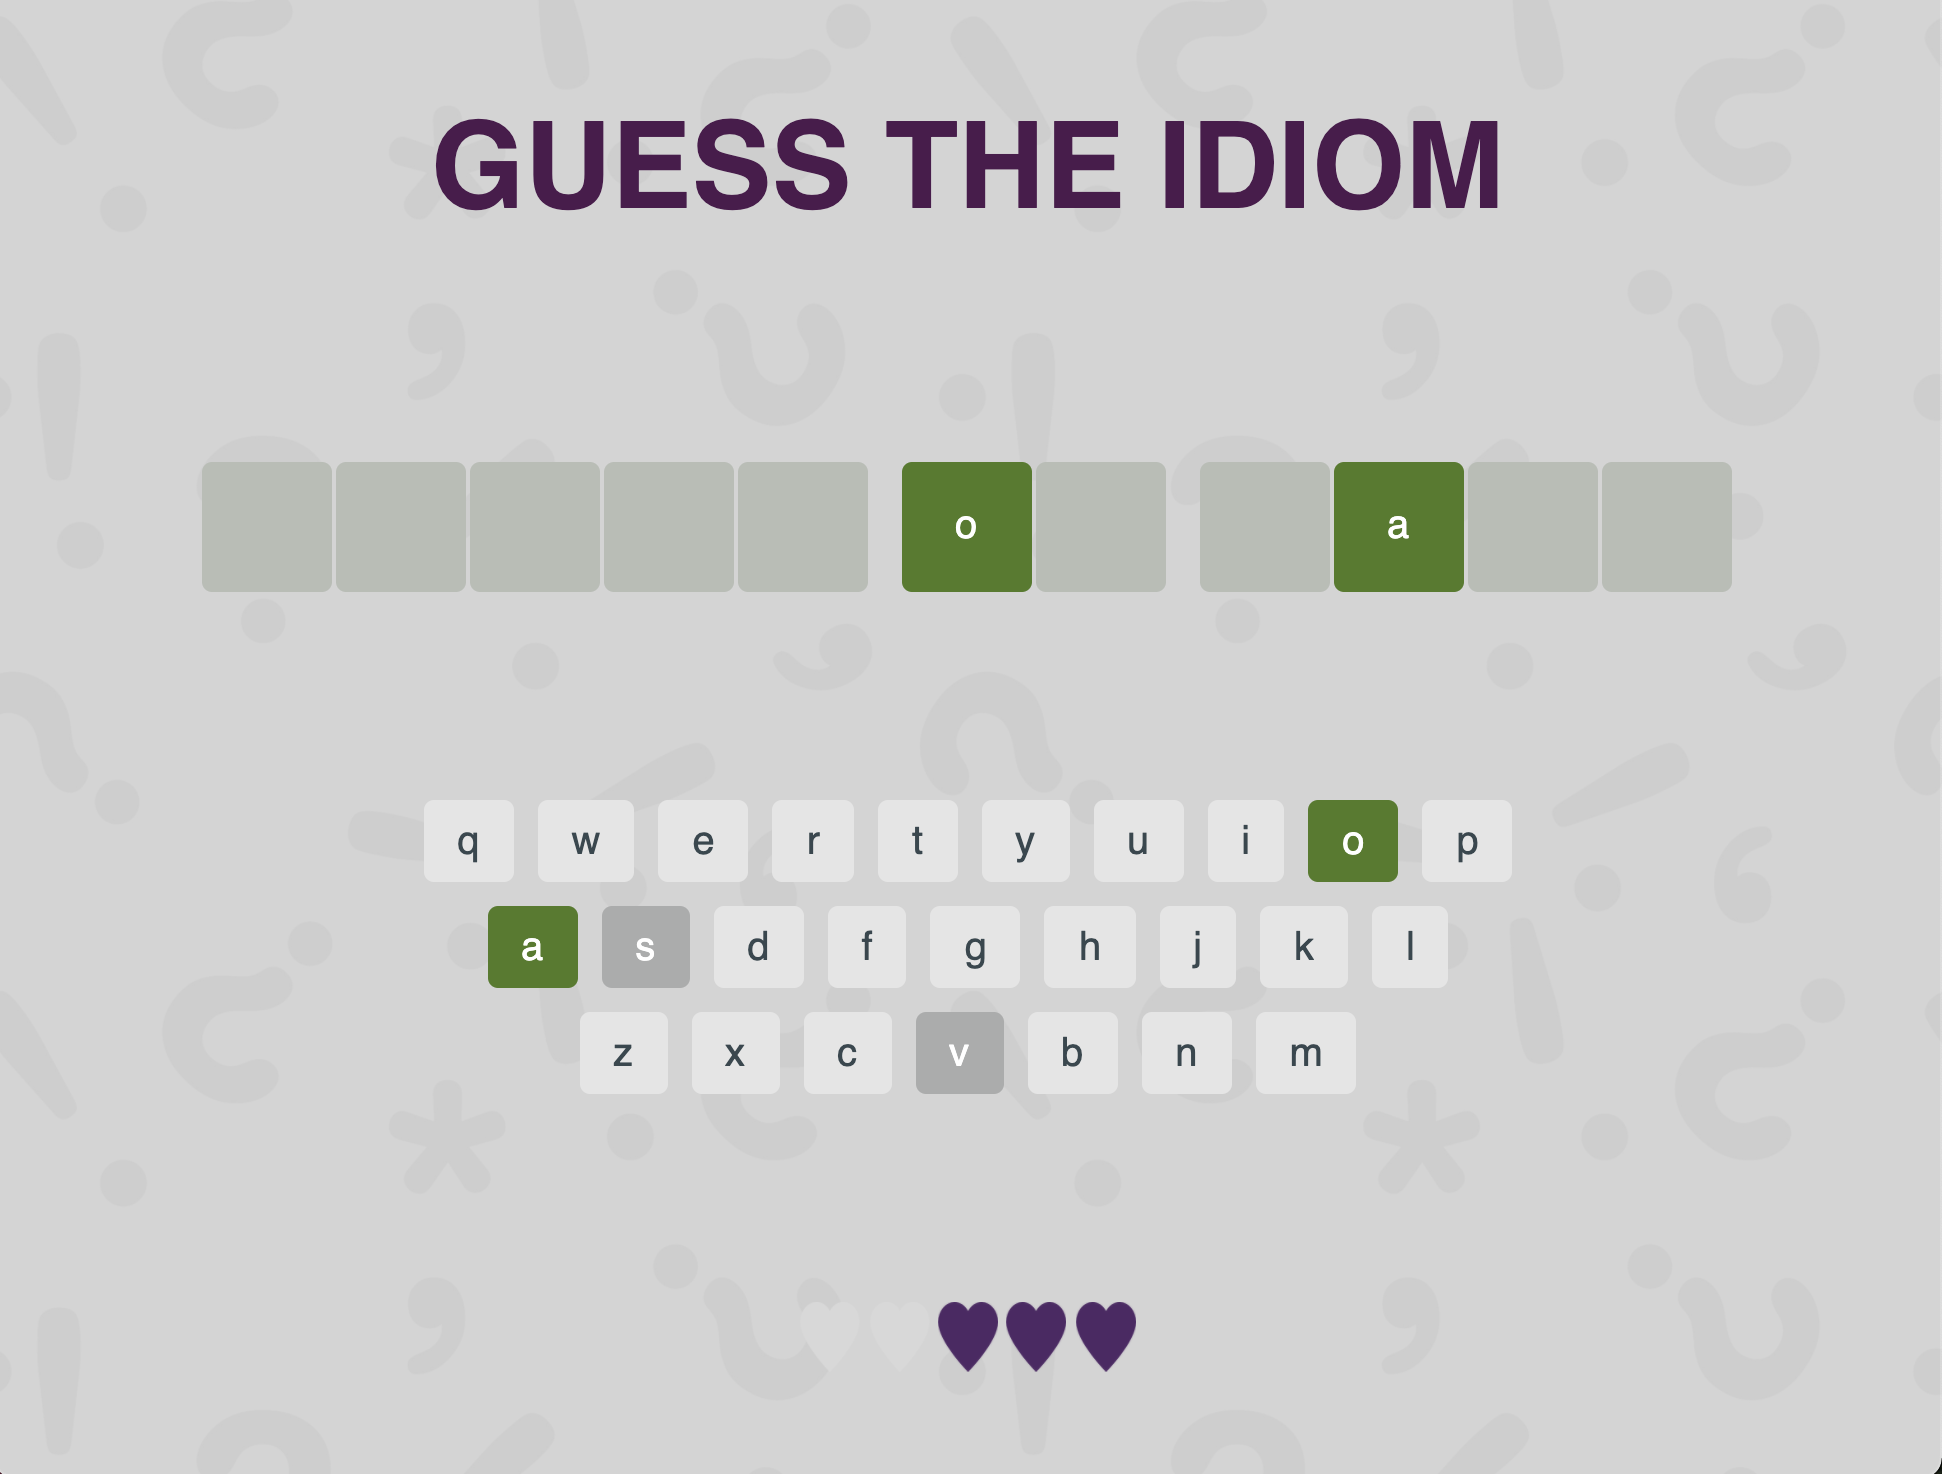 GUESS THE IDIOM
o a
q w e r t y u i o p
a s d f g h j k l
z x c v b n m